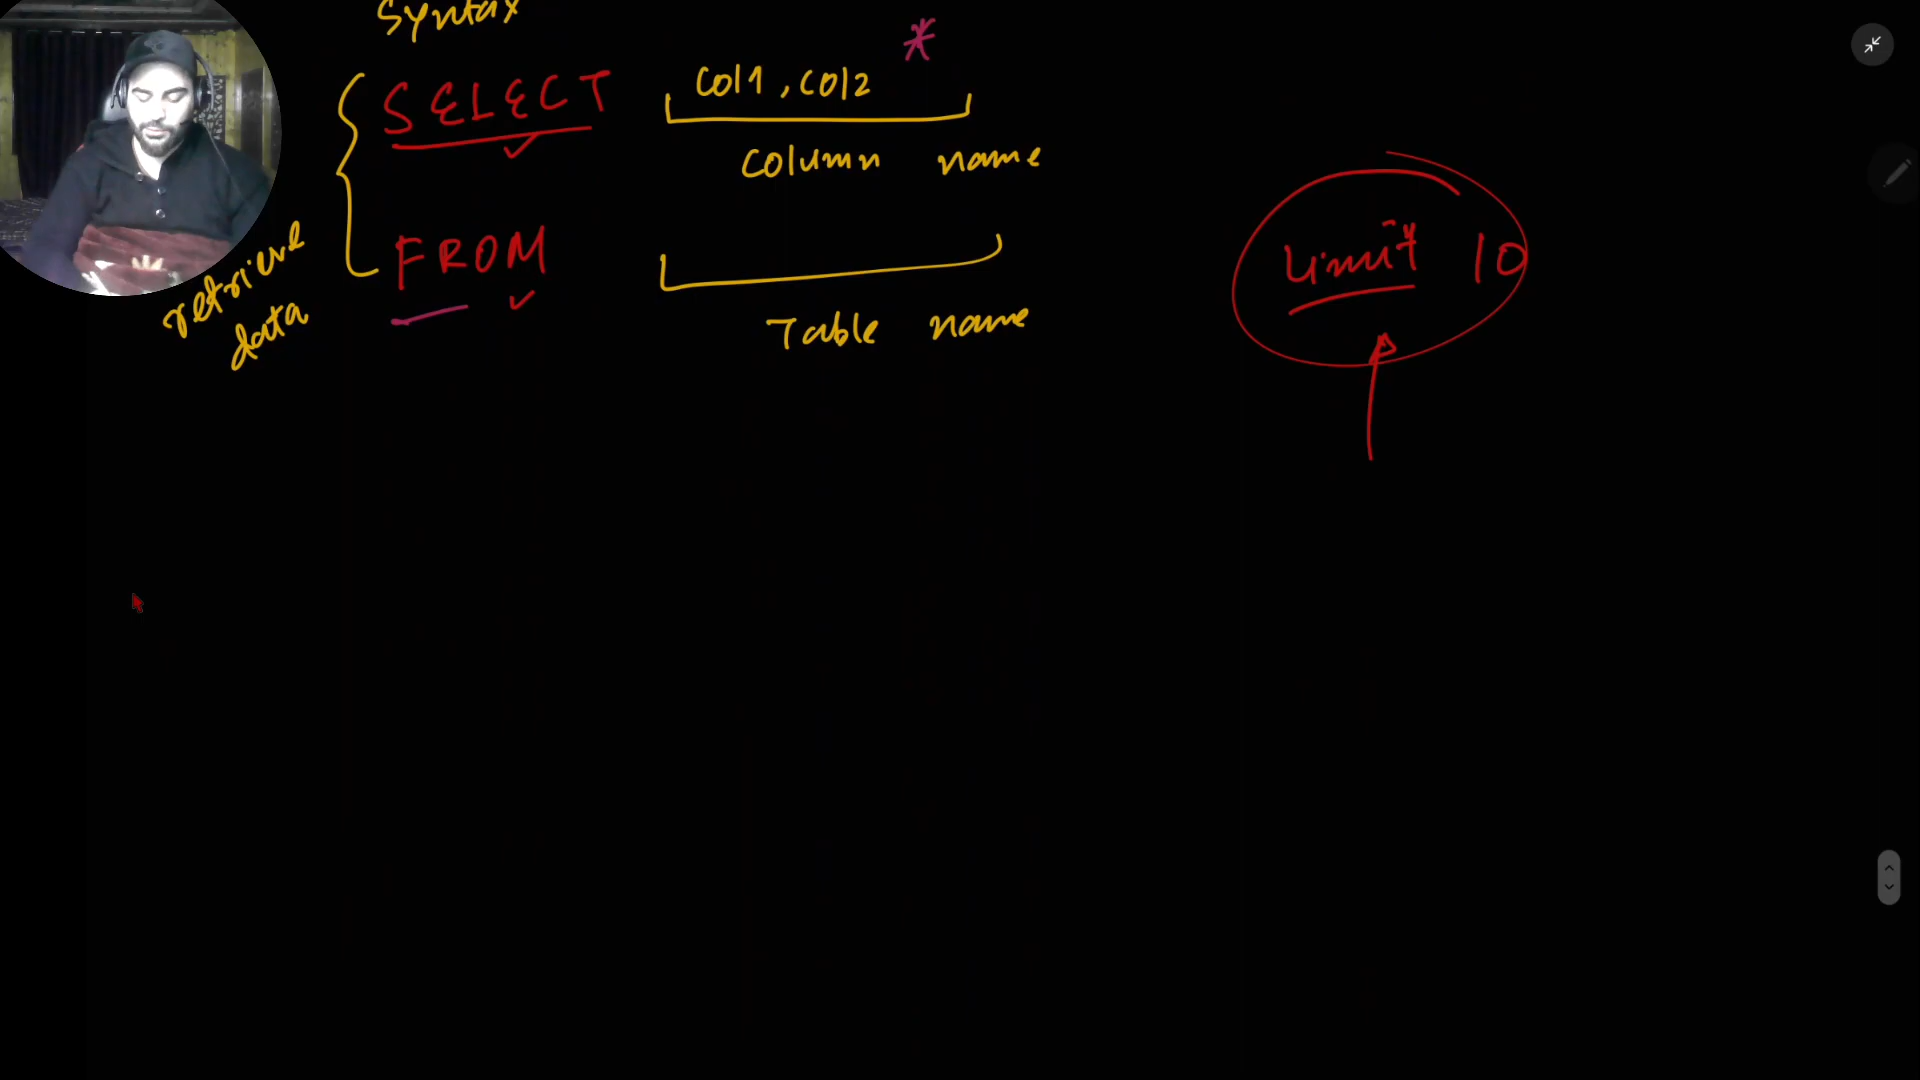 Syntax
*
SELECT col1, col2
column name
FROM
Table name
retrieve
data
Limit 10